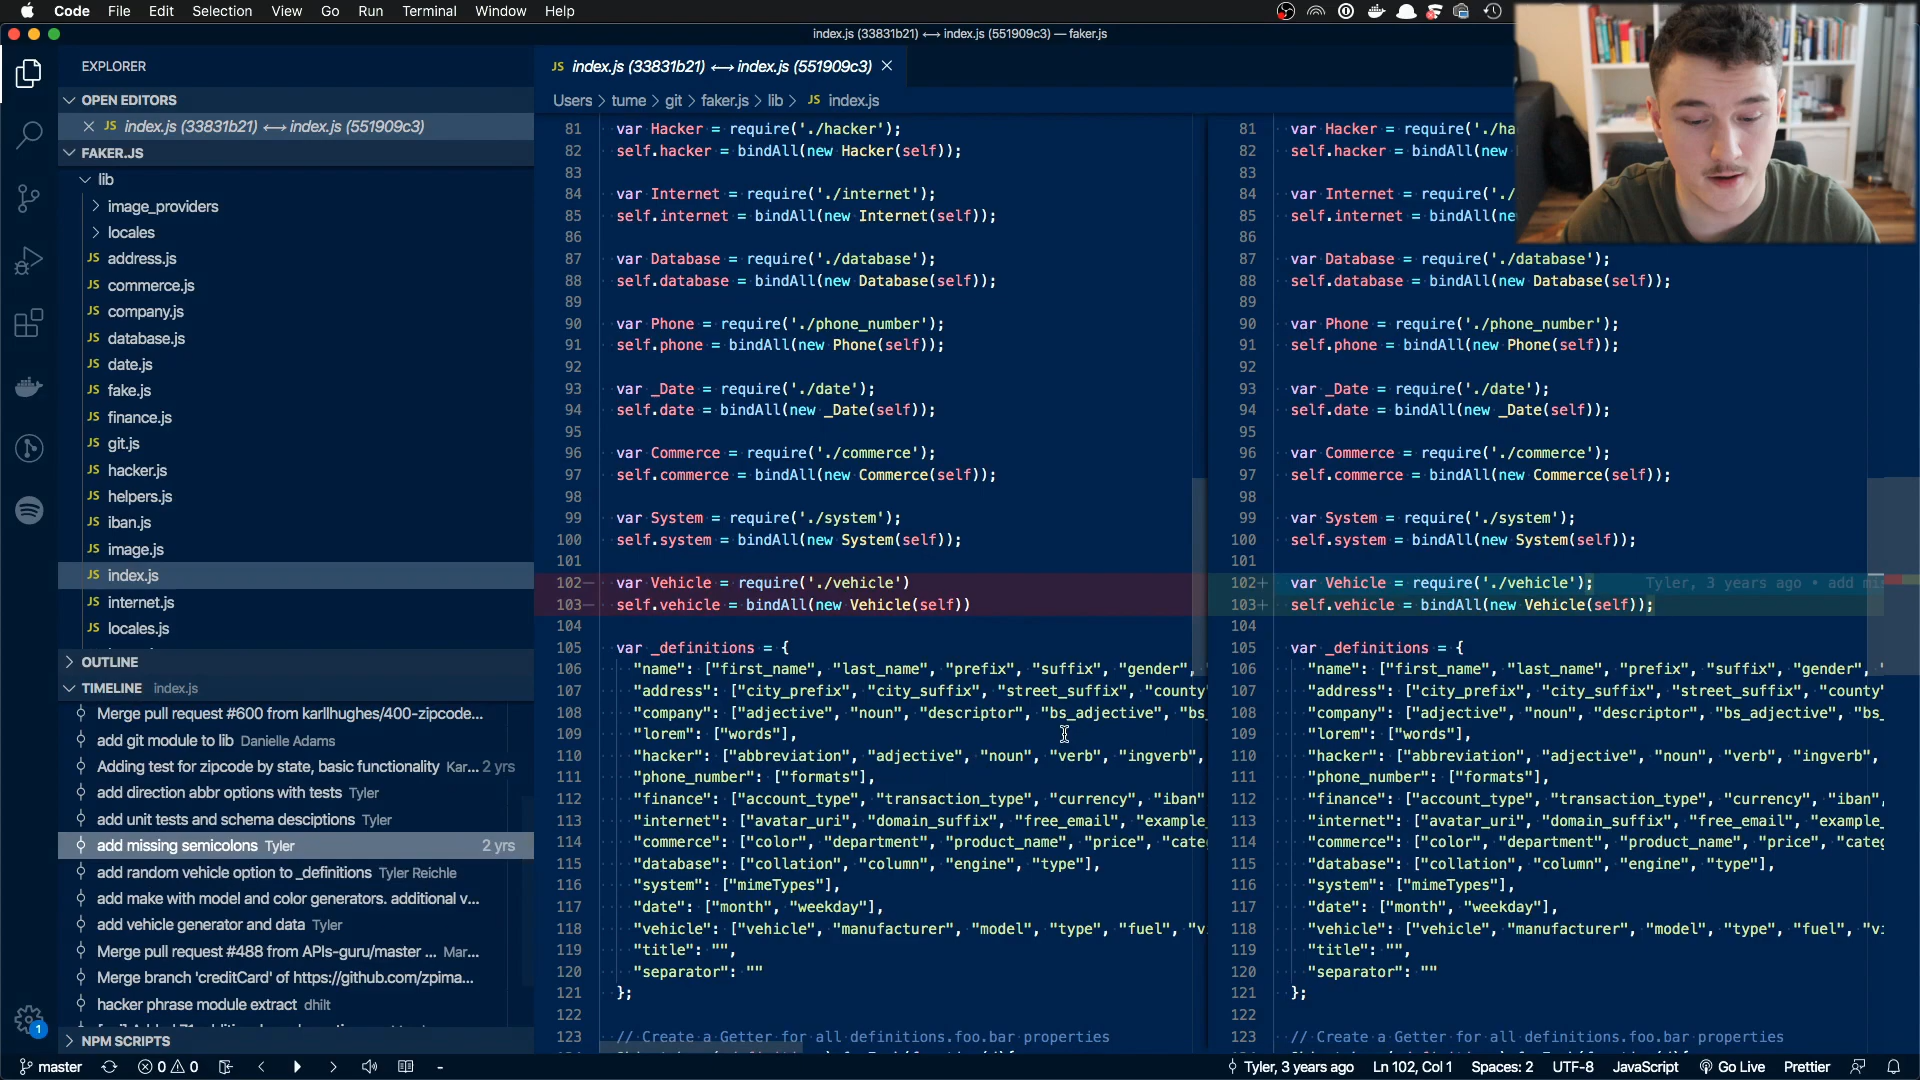 Code File Edit Selection View Go Run Terminal Window Help
index.js (33831b21) ⟷ index.js (551909c3) — faker.js
EXPLORER
OPEN EDITORS
JS index.js (33831b21) ⟷ index.js (551909c3)
FAKER.JS
lib
image_providers
locales
JS address.js
JS commerce.js
JS company.js
JS database.js
JS date.js
JS fake.js
JS finance.js
JS git.js
JS hacker.js
JS helpers.js
JS iban.js
JS image.js
JS index.js
JS internet.js
JS locales.js
OUTLINE
TIMELINE index.js
Merge pull request #600 from karllhughes/400-zipcode...
add git module to lib Danielle Adams
Adding test for zipcode by state, basic functionality Kar... 2 yrs
add direction abbr options with tests Tyler
add unit tests and schema desciptions Tyler
add missing semicolons Tyler 2 yrs
add random vehicle option to _definitions Tyler Reichle
add make with model and color generators. additional v...
add vehicle generator and data Tyler
Merge pull request #488 from APIs-guru/master ... Mar...
Merge branch 'creditCard' of https://github.com/zpima...
hacker phrase module extract dhilt
NPM SCRIPTS
JS index.js (33831b21) ⟷ index.js (551909c3)
Users > tume > git > faker.js > lib > JS index.js
81 var Hacker = require('./hacker');
82 self.hacker = bindAll(new Hacker(self));
83
84 var Internet = require('./internet');
85 self.internet = bindAll(new Internet(self));
86
87 var Database = require('./database');
88 self.database = bindAll(new Database(self));
89
90 var Phone = require('./phone_number');
91 self.phone = bindAll(new Phone(self));
92
93 var _Date = require('./date');
94 self.date = bindAll(new _Date(self));
95
96 var Commerce = require('./commerce');
97 self.commerce = bindAll(new Commerce(self));
98
99 var System = require('./system');
100 self.system = bindAll(new System(self));
101
102− var Vehicle = require('./vehicle')
103− self.vehicle = bindAll(new Vehicle(self))
104
105 var _definitions = {
106 "name": ["first_name", "last_name", "prefix", "suffix", "gender",
107 "address": ["city_prefix", "city_suffix", "street_suffix", "county"
108 "company": ["adjective", "noun", "descriptor", "bs_adjective", "bs_
109 "lorem": ["words"],
110 "hacker": ["abbreviation", "adjective", "noun", "verb", "ingverb",
111 "phone_number": ["formats"],
112 "finance": ["account_type", "transaction_type", "currency", "iban"
113 "internet": ["avatar_uri", "domain_suffix", "free_email", "example_
114 "commerce": ["color", "department", "product_name", "price", "categ
115 "database": ["collation", "column", "engine", "type"],
116 "system": ["mimeTypes"],
117 "date": ["month", "weekday"],
118 "vehicle": ["vehicle", "manufacturer", "model", "type", "fuel", "vi
119 "title": "",
120 "separator": ""
121 };
122
123 // Create a Getter for all definitions.foo.bar properties
81 var Hacker = require('./ha
82 self.hacker = bindAll(new
83
84 var Internet = require('./
85 self.internet = bindAll(ne
86
87 var Database = require('./database');
88 self.database = bindAll(new Database(self));
89
90 var Phone = require('./phone_number');
91 self.phone = bindAll(new Phone(self));
92
93 var _Date = require('./date');
94 self.date = bindAll(new _Date(self));
95
96 var Commerce = require('./commerce');
97 self.commerce = bindAll(new Commerce(self));
98
99 var System = require('./system');
100 self.system = bindAll(new System(self));
101
102+ var Vehicle = require('./vehicle'); Tyler, 3 years ago • add mi
103+ self.vehicle = bindAll(new Vehicle(self));
104
105 var _definitions = {
106 "name": ["first_name", "last_name", "prefix", "suffix", "gender", "
107 "address": ["city_prefix", "city_suffix", "street_suffix", "county"
108 "company": ["adjective", "noun", "descriptor", "bs_adjective", "bs_
109 "lorem": ["words"],
110 "hacker": ["abbreviation", "adjective", "noun", "verb", "ingverb",
111 "phone_number": ["formats"],
112 "finance": ["account_type", "transaction_type", "currency", "iban",
113 "internet": ["avatar_uri", "domain_suffix", "free_email", "example_
114 "commerce": ["color", "department", "product_name", "price", "categ
115 "database": ["collation", "column", "engine", "type"],
116 "system": ["mimeTypes"],
117 "date": ["month", "weekday"],
118 "vehicle": ["vehicle", "manufacturer", "model", "type", "fuel", "vi
119 "title": "",
120 "separator": ""
121 };
122
123 // Create a Getter for all definitions.foo.bar properties
1
master 0 0 - Tyler, 3 years ago Ln 102, Col 1 Spaces: 2 UTF-8 JavaScript Go Live Prettier